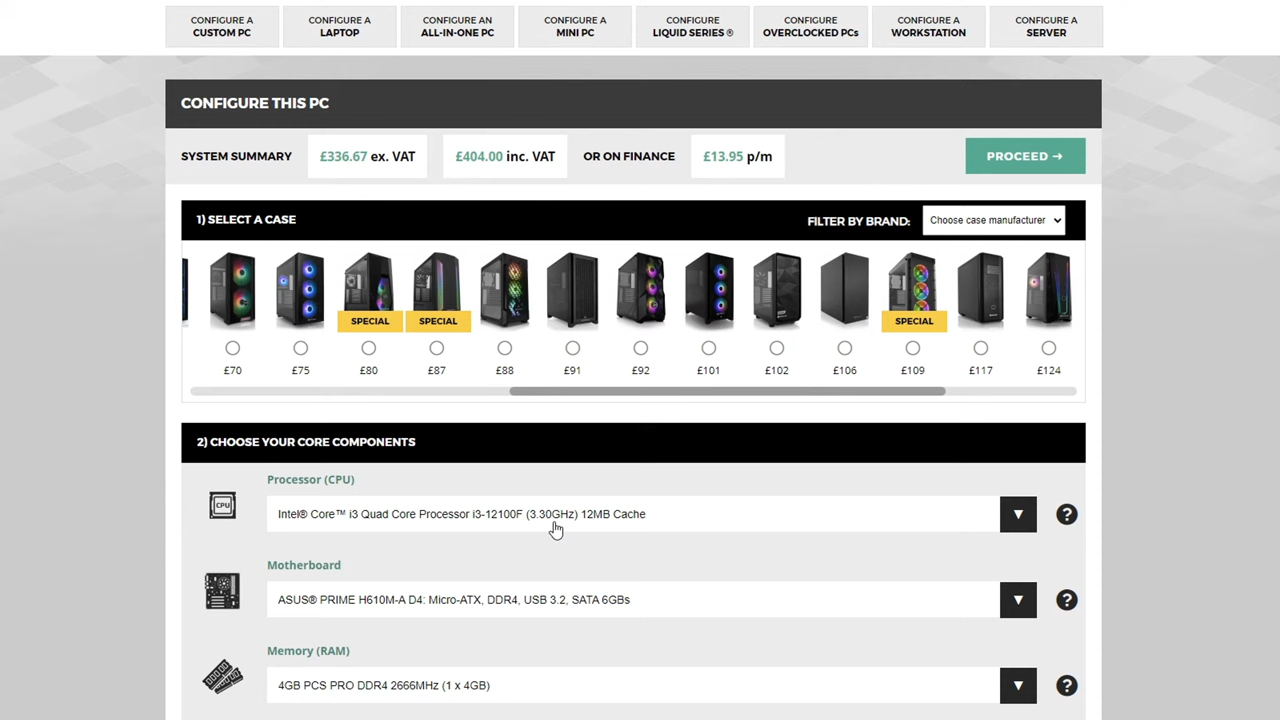 CONFIGURE A
CUSTOM PC
CONFIGURE A
LAPTOP
CONFIGURE AN
ALL-IN-ONE PC
CONFIGURE A
MINI PC
CONFIGURE
LIQUID SERIES ®
CONFIGURE
OVERCLOCKED PCs
CONFIGURE A
WORKSTATION
CONFIGURE A
SERVER
CONFIGURE THIS PC
SYSTEM SUMMARY £336.67 ex. VAT £404.00 inc. VAT OR ON FINANCE £13.95 p/m PROCEED →
1) SELECT A CASE FILTER BY BRAND: Choose case manufacturer
SPECIAL SPECIAL SPECIAL
£70 £75 £80 £87 £88 £91 £92 £101 £102 £106 £109 £117 £124
2) CHOOSE YOUR CORE COMPONENTS
Processor (CPU)
CPU Intel® Core™ i3 Quad Core Processor i3-12100F (3.30GHz) 12MB Cache ▼ ?
Motherboard
ASUS® PRIME H610M-A D4: Micro-ATX, DDR4, USB 3.2, SATA 6GBs ▼ ?
Memory (RAM)
4GB PCS PRO DDR4 2666MHz (1 x 4GB) ▼ ?